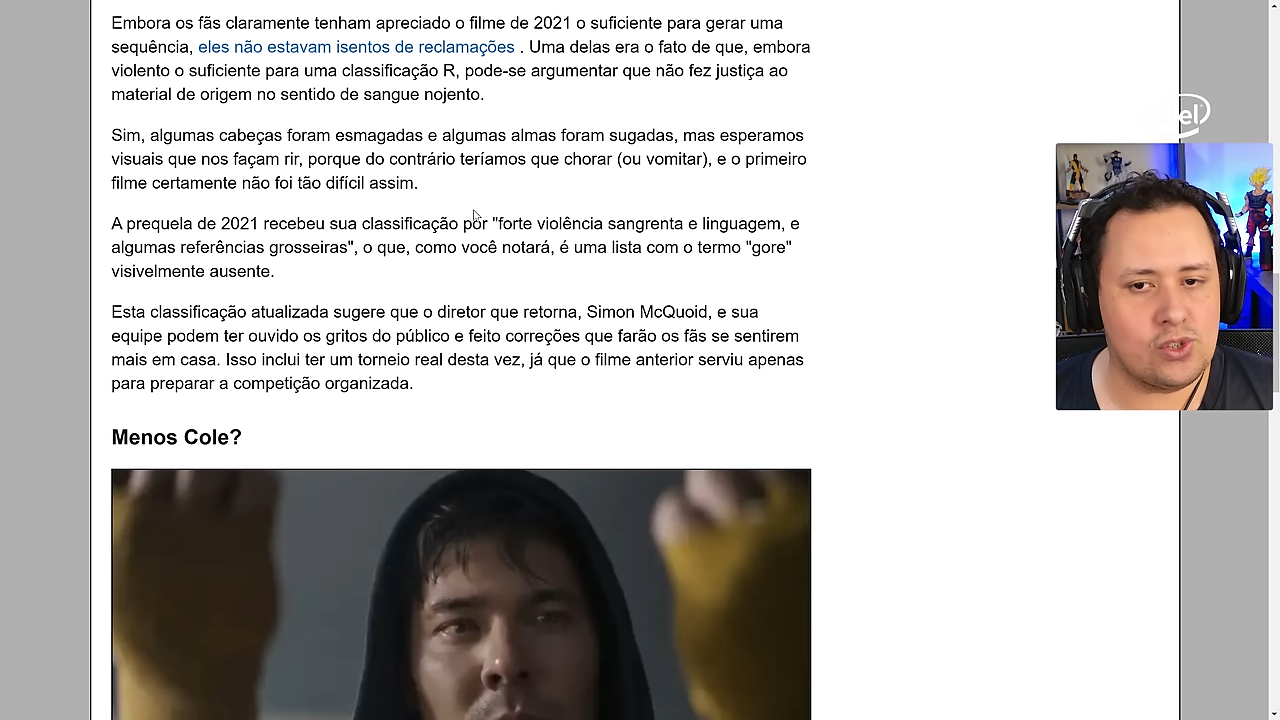 Embora os fãs claramente tenham apreciado o filme de 2021 o suficiente para gerar uma
sequência, eles não estavam isentos de reclamações . Uma delas era o fato de que, embora
violento o suficiente para uma classificação R, pode-se argumentar que não fez justiça ao
material de origem no sentido de sangue nojento.
Sim, algumas cabeças foram esmagadas e algumas almas foram sugadas, mas esperamos
visuais que nos façam rir, porque do contrário teríamos que chorar (ou vomitar), e o primeiro
filme certamente não foi tão difícil assim.
A prequela de 2021 recebeu sua classificação por "forte violência sangrenta e linguagem, e
algumas referências grosseiras", o que, como você notará, é uma lista com o termo "gore"
visivelmente ausente.
Esta classificação atualizada sugere que o diretor que retorna, Simon McQuoid, e sua
equipe podem ter ouvido os gritos do público e feito correções que farão os fãs se sentirem
mais em casa. Isso inclui ter um torneio real desta vez, já que o filme anterior serviu apenas
para preparar a competição organizada.
Menos Cole?